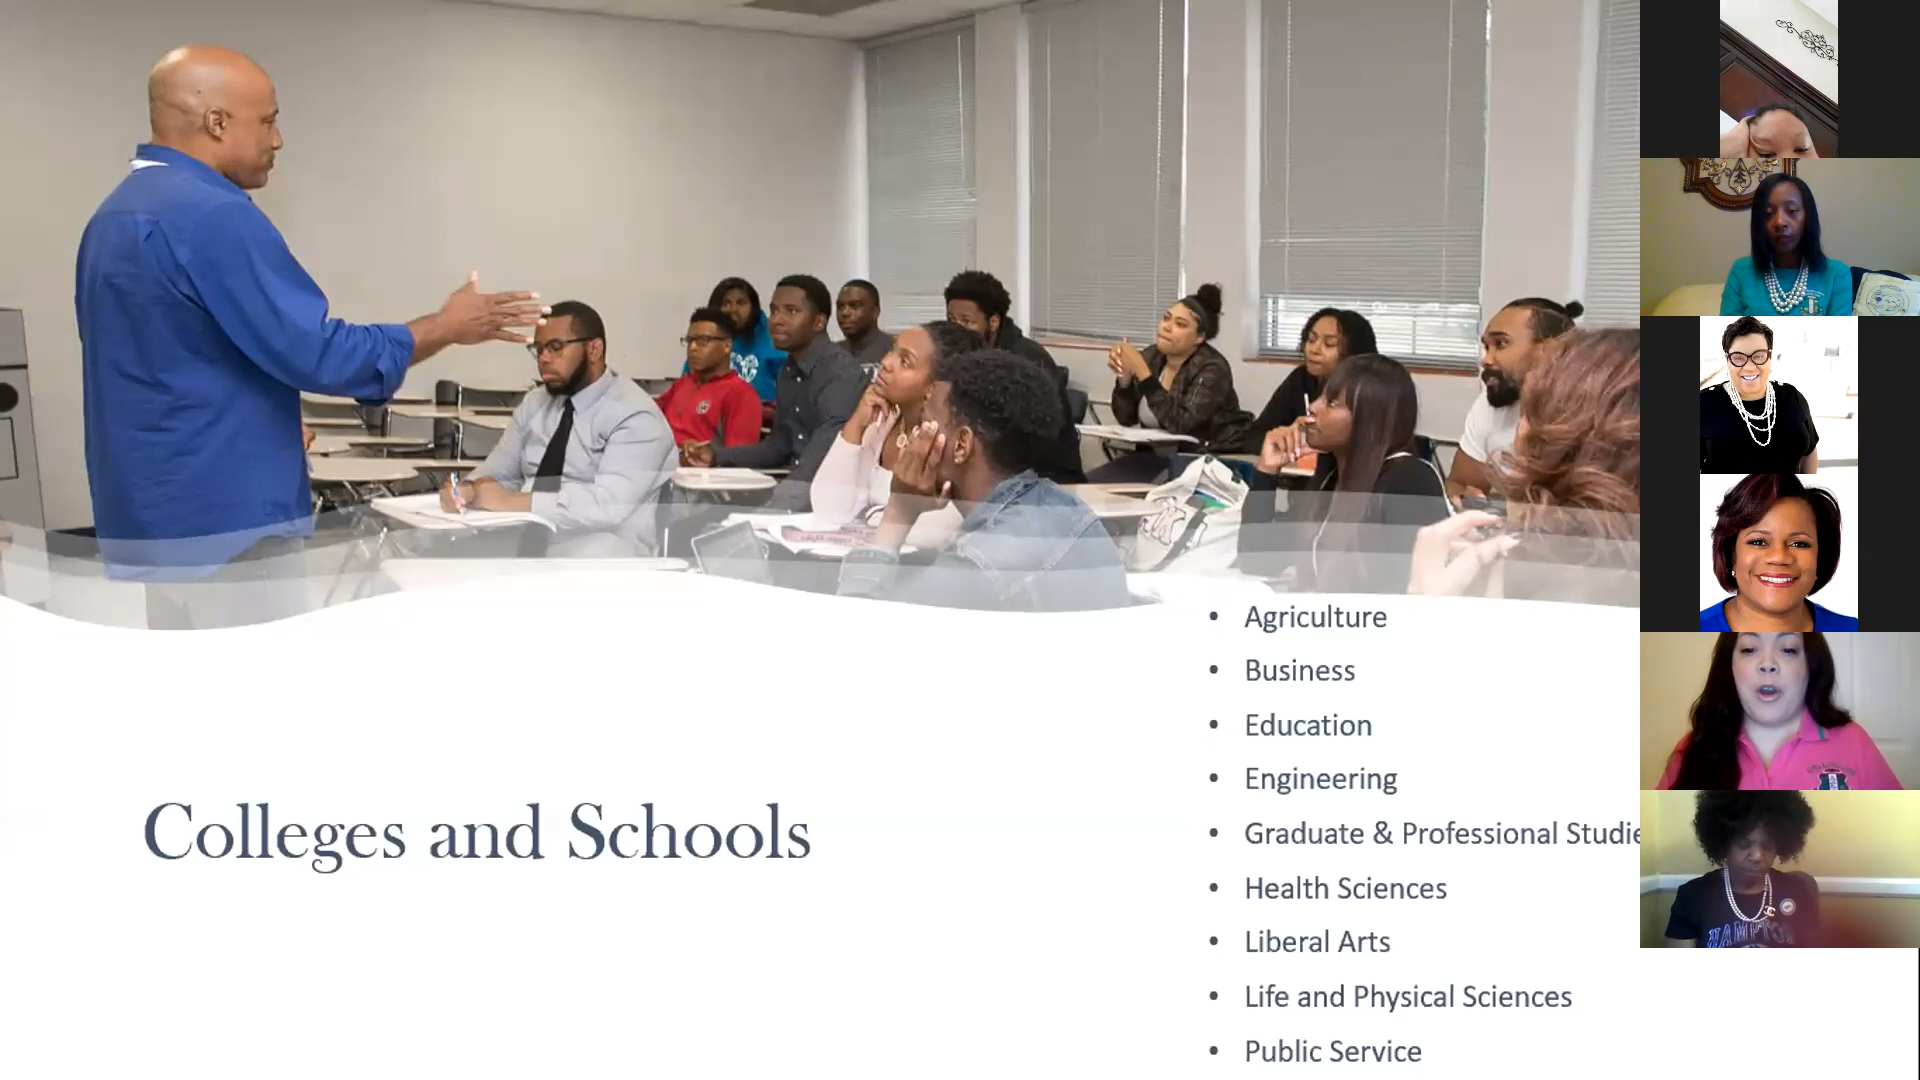 Colleges and Schools
• Agriculture
• Business
• Education
• Engineering
• Graduate & Professional Studie
• Health Sciences
• Liberal Arts
• Life and Physical Sciences
• Public Service
HAMPTON